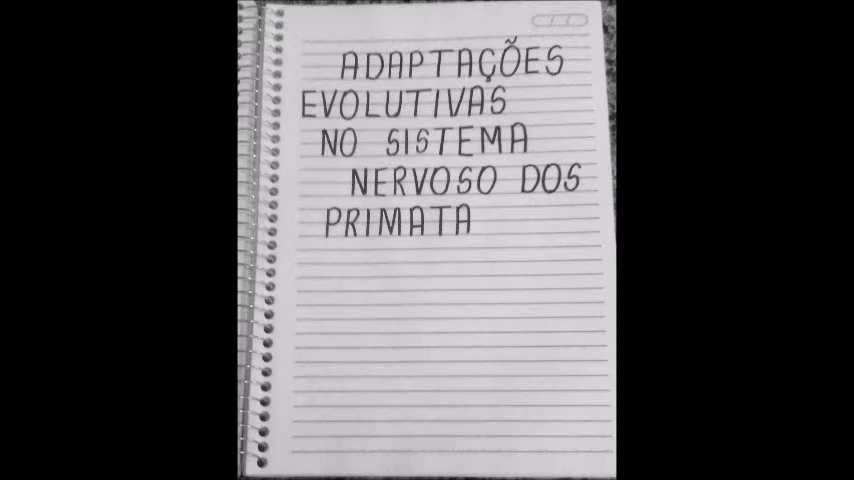 ADAPTAÇÕES
EVOLUTIVAS
NO SISTEMA
NERVOSO DOS
PRIMATA